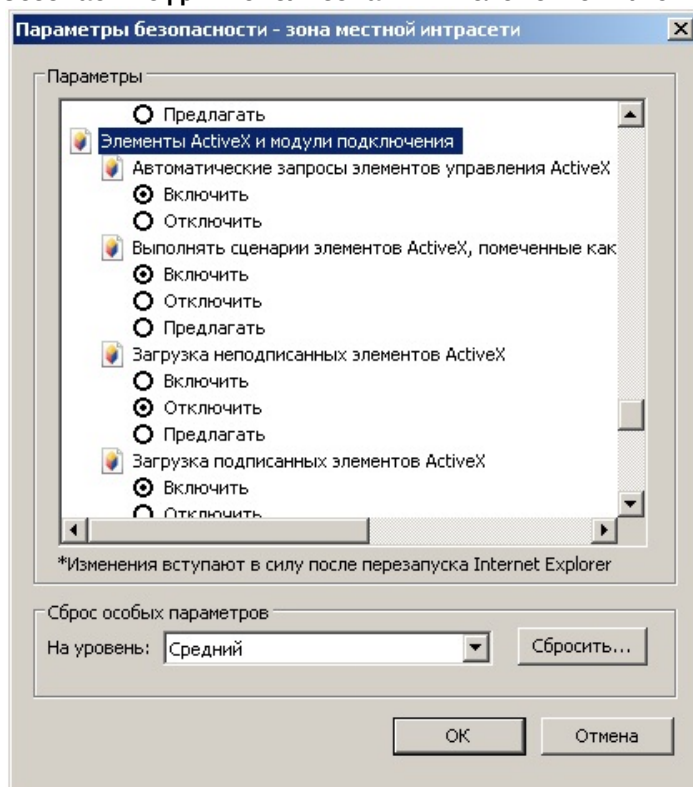 Параметры безопасности - зона местной интрасети
Параметры
Предлагать
Элементы ActiveX и модули подключения
Автоматические запросы элементов управления ActiveX
Включить
Отключить
Выполнять сценарии элементов ActiveX, помеченные как
Включить
Отключить
Предлагать
Загрузка неподписанных элементов ActiveX
Включить
Отключить
Предлагать
Загрузка подписанных элементов ActiveX
Включить
Отключить
*Изменения вступают в силу после перезапуска Internet Explorer
Сброс особых параметров
На уровень: Средний Сбросить...
ОК Отмена